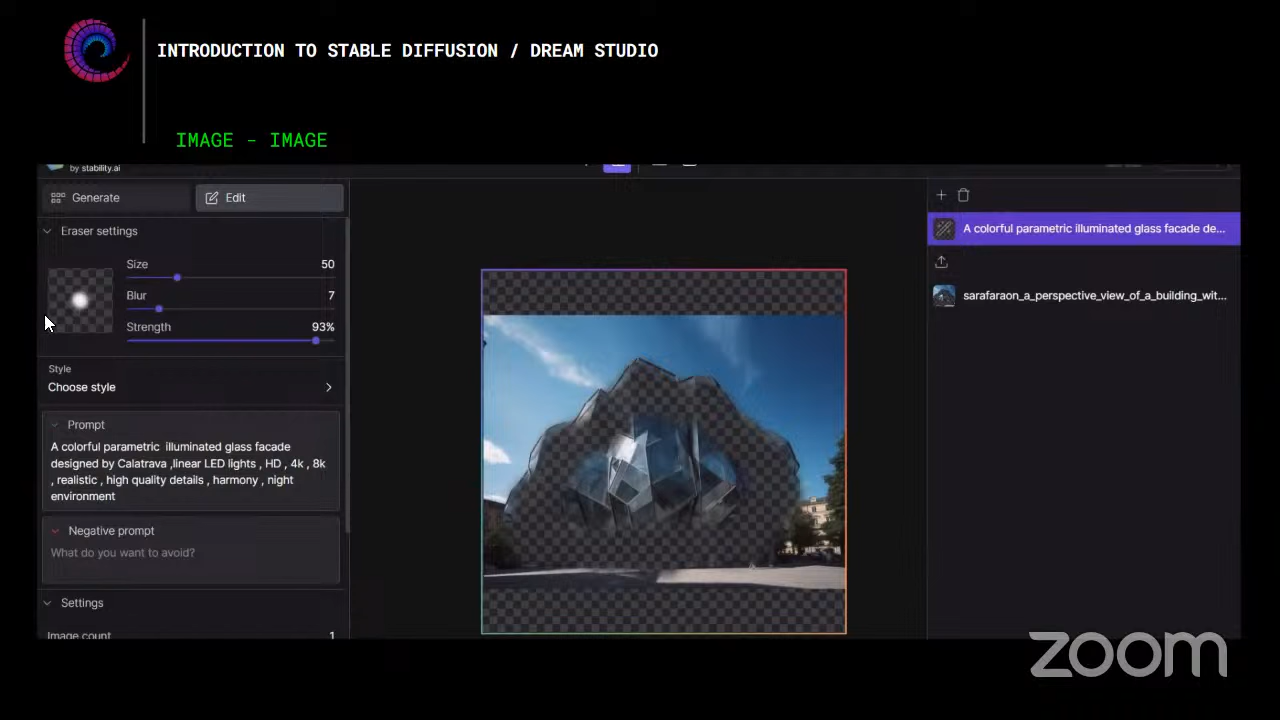 INTRODUCTION TO STABLE DIFFUSION / DREAM STUDIO
IMAGE - IMAGE
by stability.ai
Generate
Edit
Eraser settings
Size 50
Blur 7
Strength 93%
Style
Choose style
Prompt
A colorful parametric illuminated glass facade
designed by Calatrava ,linear LED lights , HD , 4k , 8k
, realistic , high quality details , harmony , night
environment
Negative prompt
What do you want to avoid?
Settings
Image count 1
A colorful parametric illuminated glass facade de...
sarafaraon_a_perspective_view_of_a_building_wit...
zoom